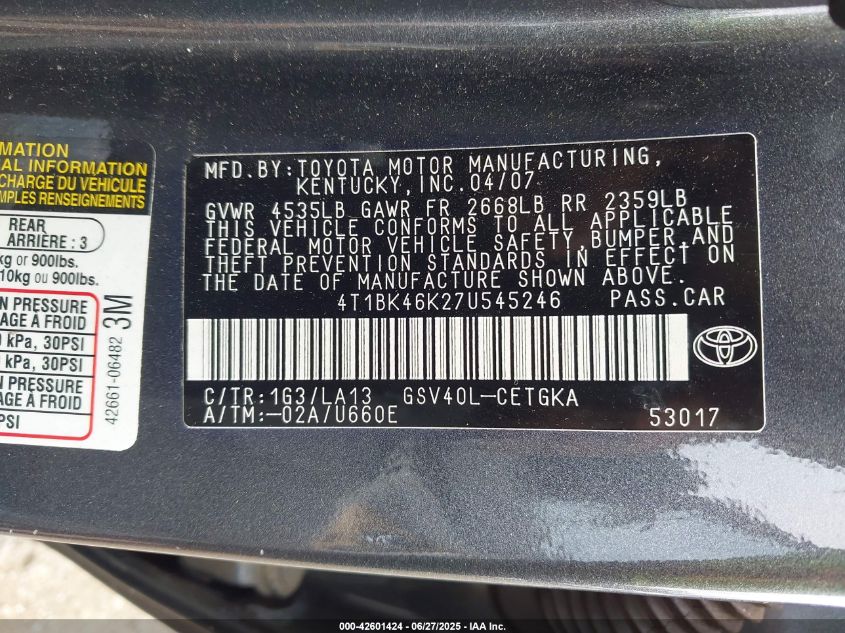 MATION
AL INFORMATION
CHARGE DU VÉHICULE
MPLES RENSEIGNEMENTS
REAR
ARRIÈRE : 3
kg or 900lbs.
10kg ou 900lbs.
N PRESSURE
AGE À FROID
kPa, 30PSI
kPa, 30PSI
N PRESSURE
AGE À FROID
PSI
42661-06482 3M
MFD.BY:TOYOTA MOTOR MANUFACTURING,
KENTUCKY,INC.04/07
GVWR 4535LB GAWR FR 2668LB RR 2359LB
THIS VEHICLE CONFORMS TO ALL APPLICABLE
FEDERAL MOTOR VEHICLE SAFETY,BUMPER,AND
THEFT PREVENTION STANDARDS IN EFFECT ON
THE DATE OF MANUFACTURE SHOWN ABOVE.
4T1BK46K27U545246 PASS.CAR
C/TR:1G3/LA13 GSV40L-CETGKA
A/TM:-02A/U660E 53017
000-42601424 | 06/27/2025 - IAA, Inc.